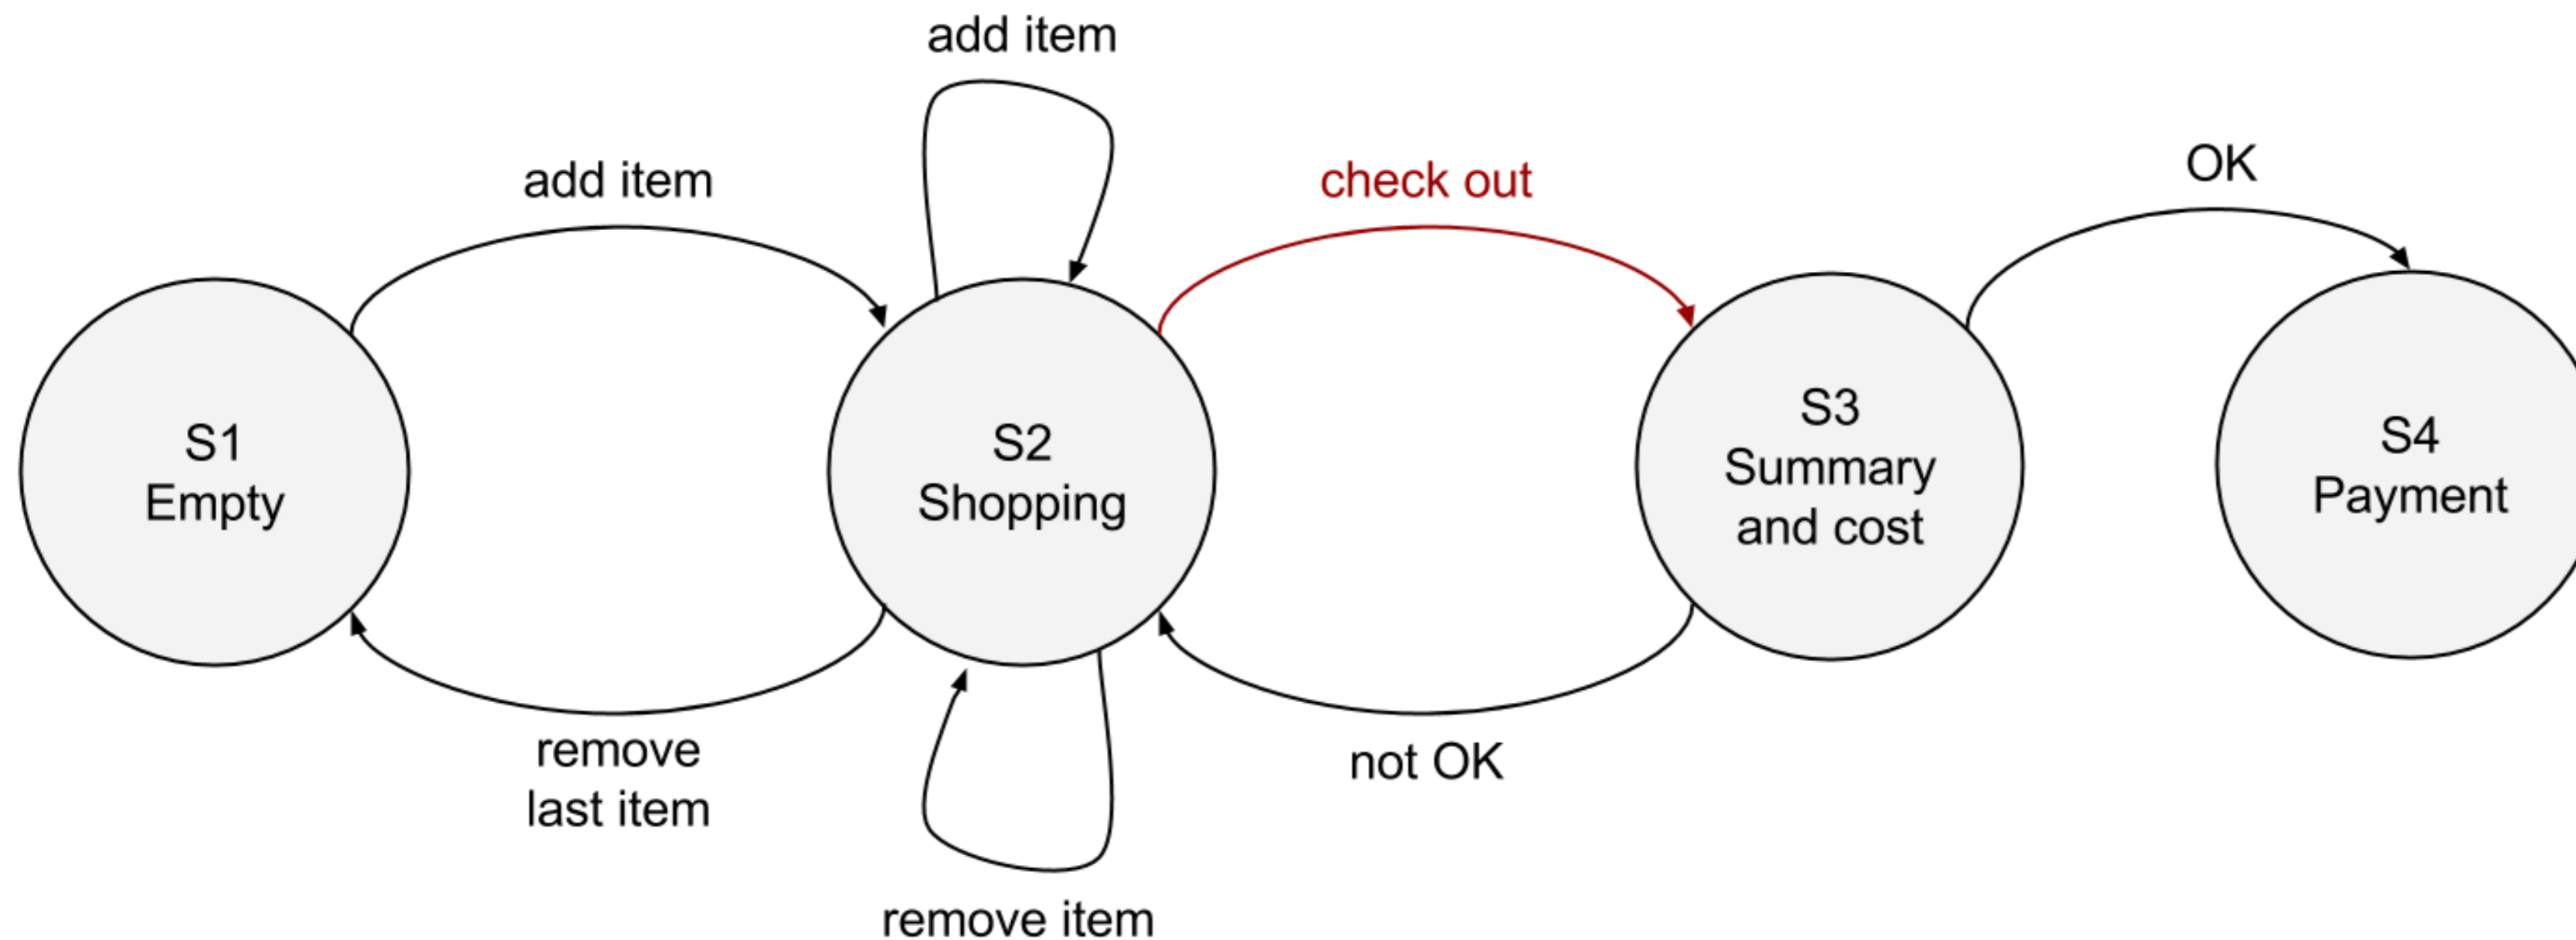 add item
add item
check out
OK
S1
Empty
S2
Shopping
S3
Summary
and cost
S4
Payment
remove
last item
not OK
remove item